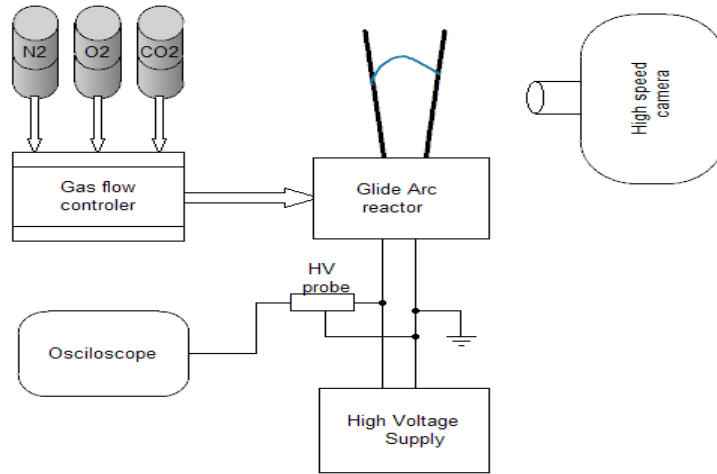 N2
O2
CO2
High speed
camera
Gas flow
controler
Glide Arc
reactor
HV
probe
Osciloscope
High Voltage
Supply